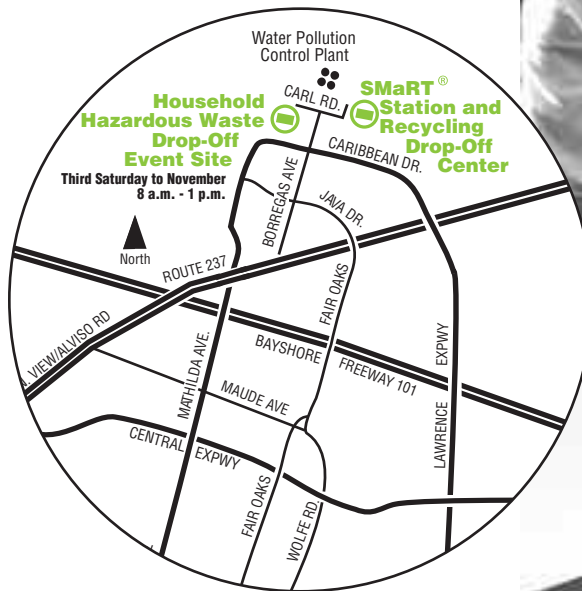 Water Pollution
Control Plant
CARL RD.
Household
Hazardous Waste
Drop-Off
Event Site
Third Saturday to November
8 a.m. - 1 p.m.
SMaRT®
Station and
Recycling
Drop-Off
Center
CARIBBEAN DR.
BORREGAS AVE
JAVA DR.
North
ROUTE 237
FAIR OAKS
VIEW/ALVISO RD
MATHILDA AVE.
BAYSHORE FREEWAY 101
LAWRENCE EXPWY
MAUDE AVE
CENTRAL EXPWY
FAIR OAKS
WOLFE RD.